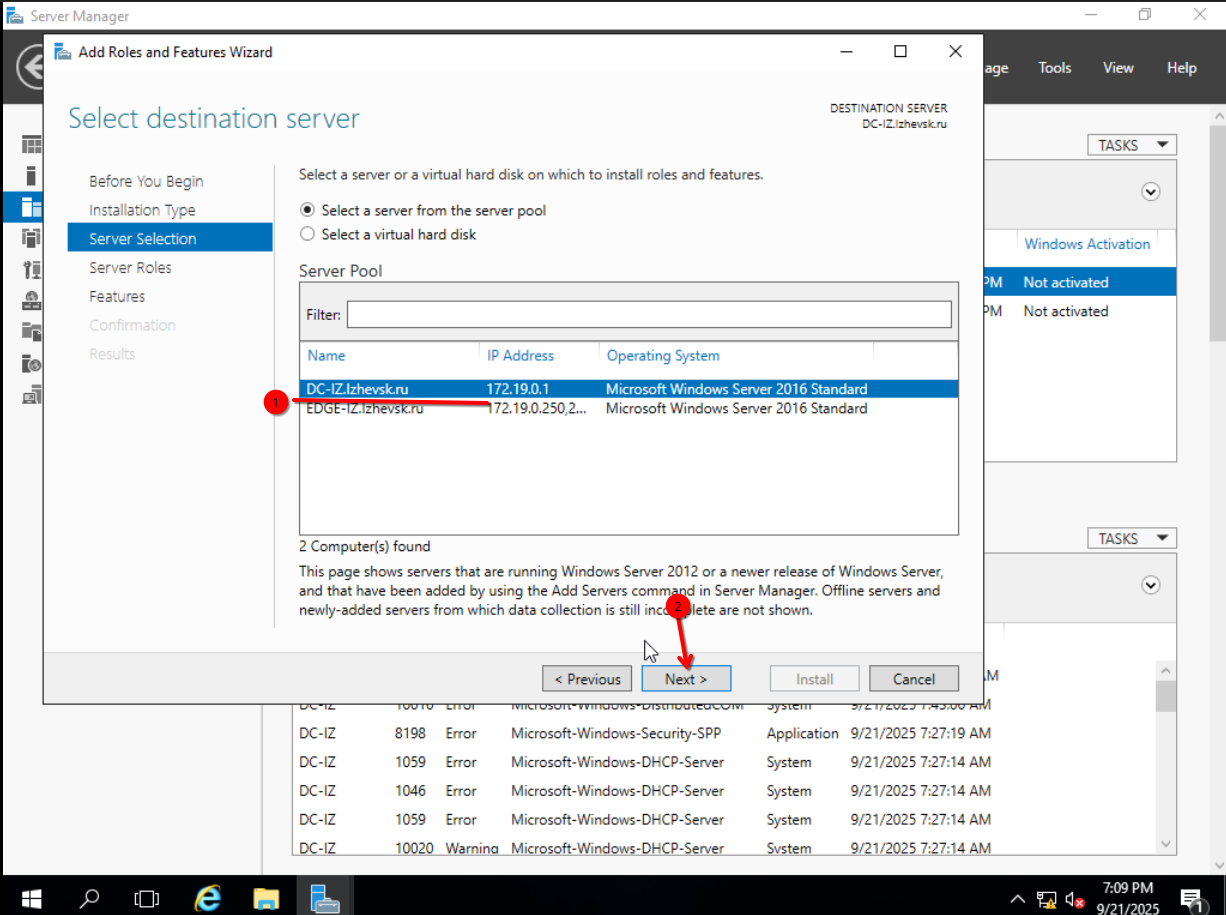 Server Manager
Add Roles and Features Wizard
age Tools View Help
Select destination server
DESTINATION SERVER
DC-IZ.Izhevsk.ru
TASKS
Before You Begin
Installation Type
Server Selection
Server Roles
Features
Confirmation
Results
Select a server or a virtual hard disk on which to install roles and features.
Select a server from the server pool
Select a virtual hard disk
Server Pool
Filter:
Name IP Address Operating System
DC-IZ.Izhevsk.ru 172.19.0.1 Microsoft Windows Server 2016 Standard
EDGE-IZ.Izhevsk.ru 172.19.0.250,2... Microsoft Windows Server 2016 Standard
1
2 Computer(s) found
This page shows servers that are running Windows Server 2012 or a newer release of Windows Server,
and that have been added by using the Add Servers command in Server Manager. Offline servers and
newly-added servers from which data collection is still are not shown.
2
< Previous Next > Install Cancel
Windows Activation
PM Not activated
PM Not activated
TASKS
AM
DC-IZ 10016 Error Microsoft-Windows-DistributedCOM System 9/21/2025 AM
DC-IZ 8198 Error Microsoft-Windows-Security-SPP Application 9/21/2025 7:27:19 AM
DC-IZ 1059 Error Microsoft-Windows-DHCP-Server System 9/21/2025 7:27:14 AM
DC-IZ 1046 Error Microsoft-Windows-DHCP-Server System 9/21/2025 7:27:14 AM
DC-IZ 1059 Error Microsoft-Windows-DHCP-Server System 9/21/2025 7:27:14 AM
DC-IZ 10020 Warning Microsoft-Windows-DHCP-Server System 9/21/2025 7:27:14 AM
7:09 PM
9/21/2025
1